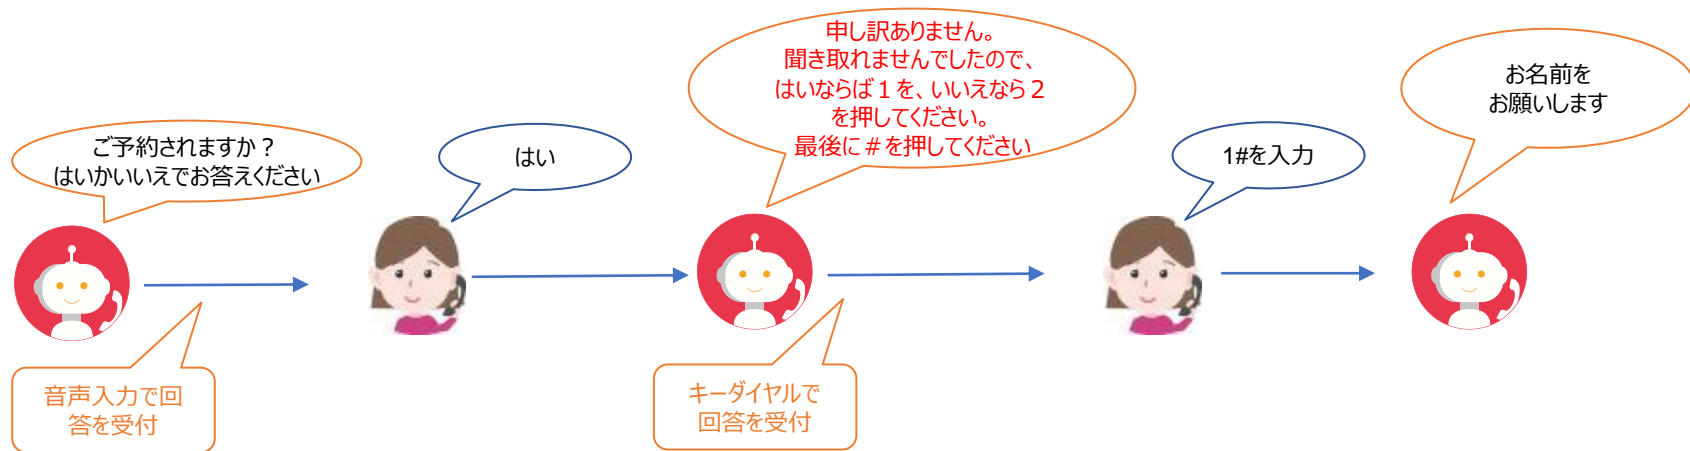 ご予約されますか？
はいかいいえでお答えください
はい
申し訳ありません。
聞き取れませんでしたので、
はいならば１を、いいえなら２
を押してください。
最後に＃を押してください
1#を入力
お名前を
お願いします
音声入力で回
答を受付
キーダイヤルで
回答を受付